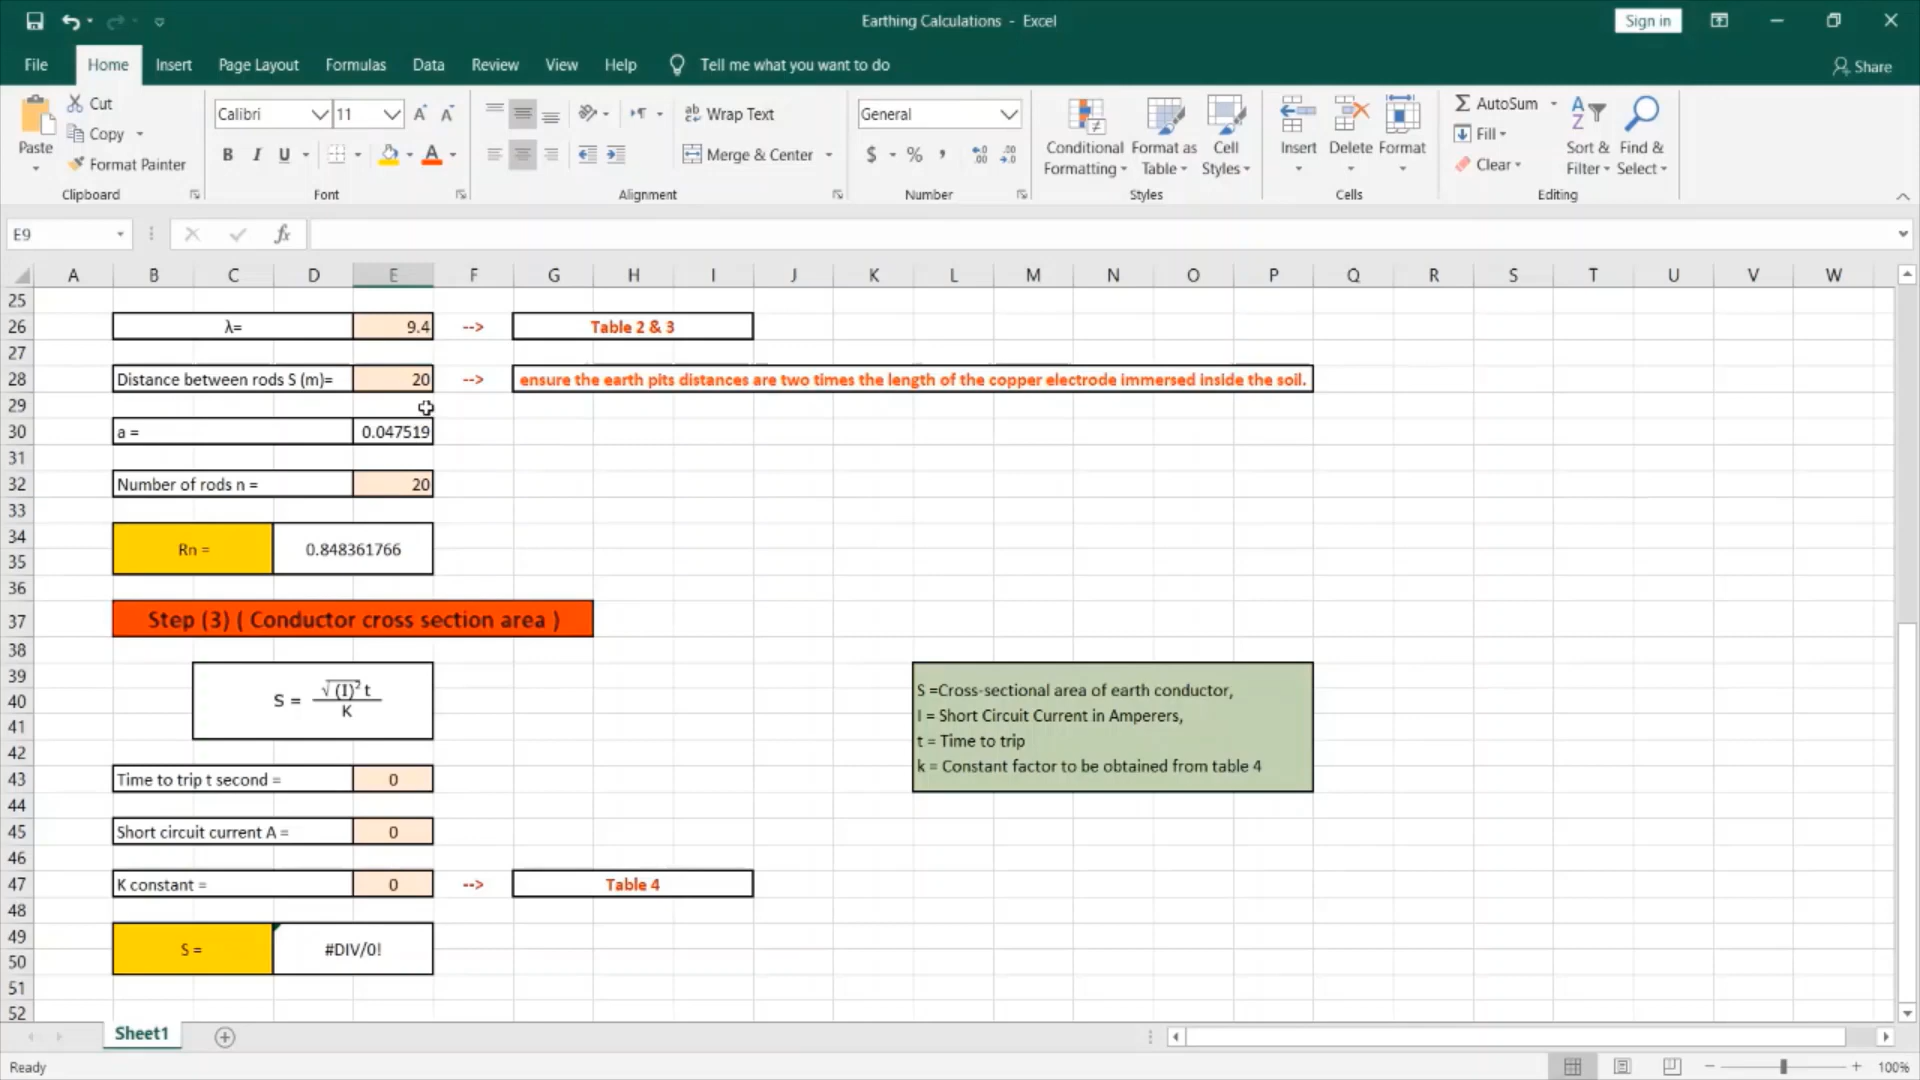 Earthing Calculations - Excel
Sign in
File Home Insert Page Layout Formulas Data Review View Help Tell me what you want to do Share
Paste
Cut
Copy
Format Painter
Clipboard
Calibri 11
B I U
Font
Wrap Text
Merge & Center
Alignment
General
$ % ,
Number
Conditional Formatting
Format as Table
Cell Styles
Styles
Insert Delete Format
Cells
AutoSum
Fill
Clear
Sort & Filter
Find & Select
Editing
E9 fx
A B C D E F G H I J K L M N O P Q R S T U V W
25
26 λ= 9.4 --> Table 2 & 3
27
28 Distance between rods S (m)= 20 --> ensure the earth pits distances are two times the length of the copper electrode immersed inside the soil.
29
30 a = 0.047519
31
32 Number of rods n = 20
33
34
Rn = 0.848361766
35
36
37 Step (3) ( Conductor cross section area )
38
39
S = √(I)² t / K
40
41
S =Cross-sectional area of earth conductor,
I = Short Circuit Current in Amperers,
t = Time to trip
k = Constant factor to be obtained from table 4
42
43 Time to trip t second = 0
44
45 Short circuit current A = 0
46
47 K constant = 0 --> Table 4
48
49
S = #DIV/0!
50
51
52
Sheet1
Ready
100%